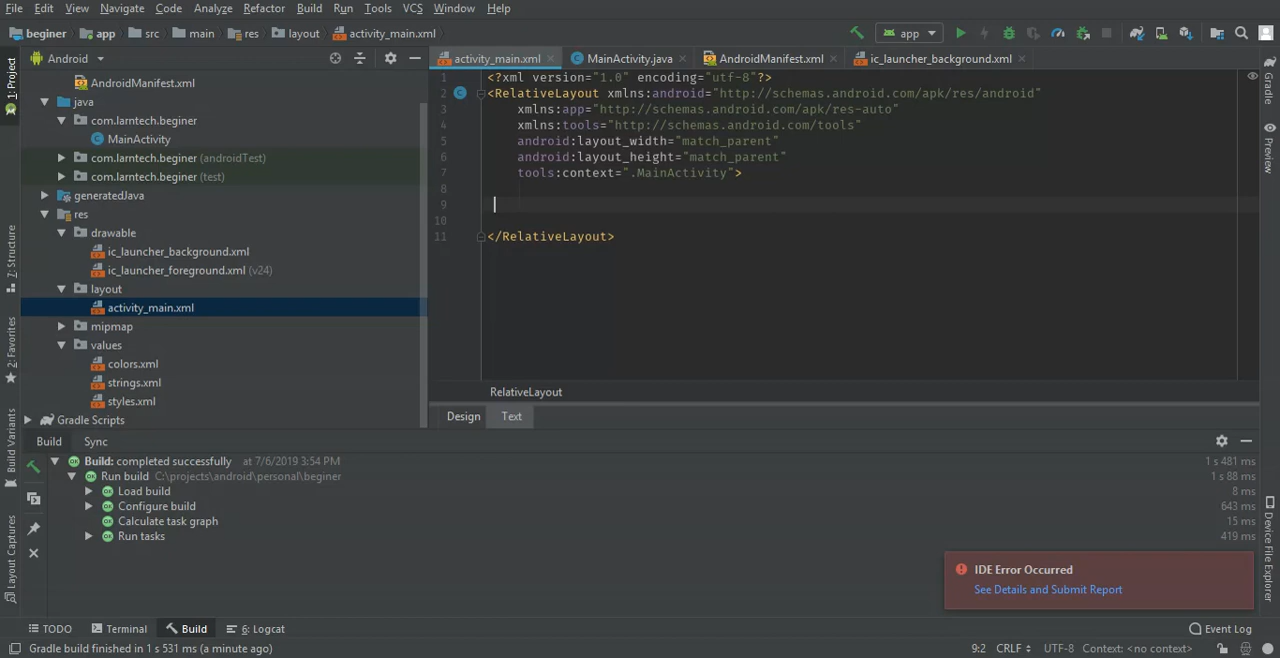 File Edit View Navigate Code Analyze Refactor Build Run Tools VCS Window Help
beginer app src main res layout activity_main.xml app
Android activity_main.xml MainActivity.java AndroidManifest.xml ic_launcher_background.xml
1: Project
Z: Structure
2: Favorites
Build Variants
Layout Captures
AndroidManifest.xml
java
com.larntech.beginer
MainActivity
com.larntech.beginer (androidTest)
com.larntech.beginer (test)
generatedJava
res
drawable
ic_launcher_background.xml
ic_launcher_foreground.xml (v24)
layout
activity_main.xml
mipmap
values
colors.xml
strings.xml
styles.xml
Gradle Scripts
1 <?xml version="1.0" encoding="utf-8"?>
2 <RelativeLayout xmlns:android="http://schemas.android.com/apk/res/android"
3 xmlns:app="http://schemas.android.com/apk/res-auto"
4 xmlns:tools="http://schemas.android.com/tools"
5 android:layout_width="match_parent"
6 android:layout_height="match_parent"
7 tools:context=".MainActivity">
8
9
10
11 </RelativeLayout>
RelativeLayout
Design Text
Gradle
Preview
Device File Explorer
Build Sync
Build: completed successfully at 7/6/2019 3:54 PM 1 s 481 ms
Run build C:\projects\android\personal\beginer 1 s 88 ms
Load build 8 ms
Configure build 643 ms
Calculate task graph 15 ms
Run tasks 419 ms
IDE Error Occurred
See Details and Submit Report
TODO Terminal Build 6: Logcat Event Log
Gradle build finished in 1 s 531 ms (a minute ago) 9:2 CRLF UTF-8 Context: <no context>